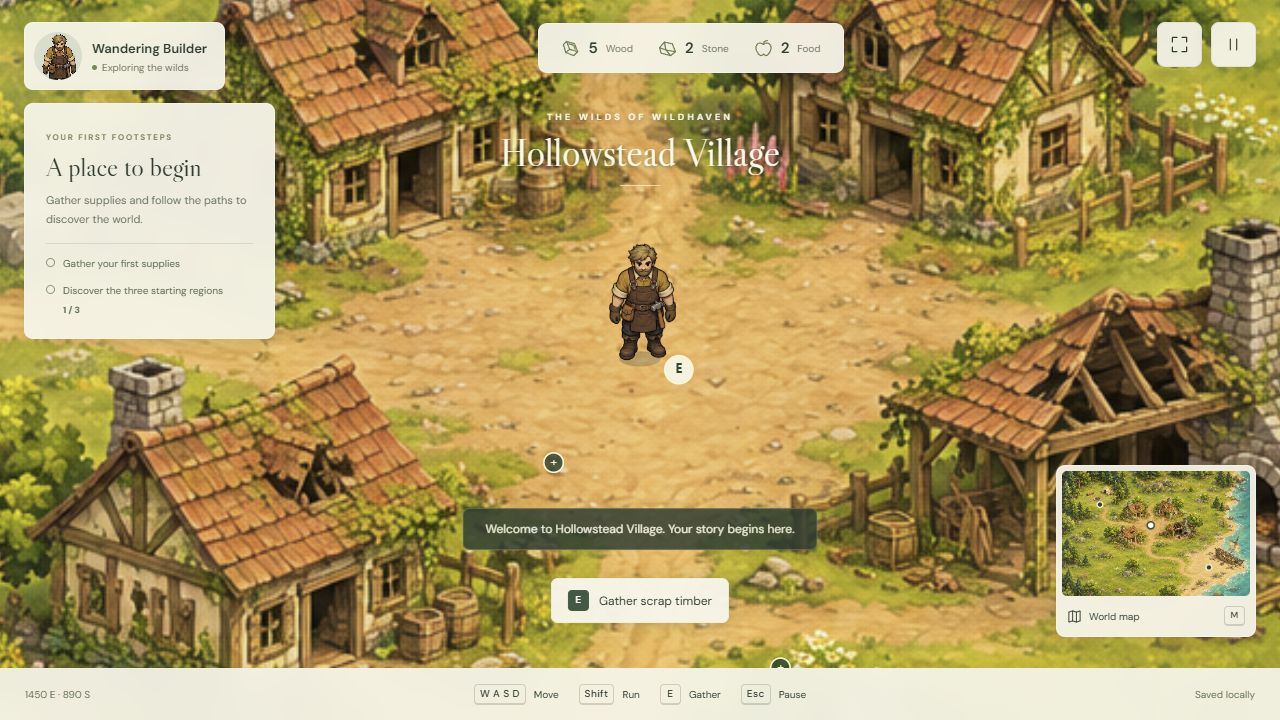 Wandering Builder
Exploring the wilds
5 Wood
2 Stone
2 Food
YOUR FIRST FOOTSTEPS
A place to begin
Gather supplies and follow the paths to
discover the world.
Gather your first supplies
Discover the three starting regions
1 / 3
THE WILDS OF WILDHAVEN
Hollowstead Village
E
Welcome to Hollowstead Village. Your story begins here.
E Gather scrap timber
World map M
1450 E · 890 S
W A S D Move
Shift Run
E Gather
Esc Pause
Saved locally